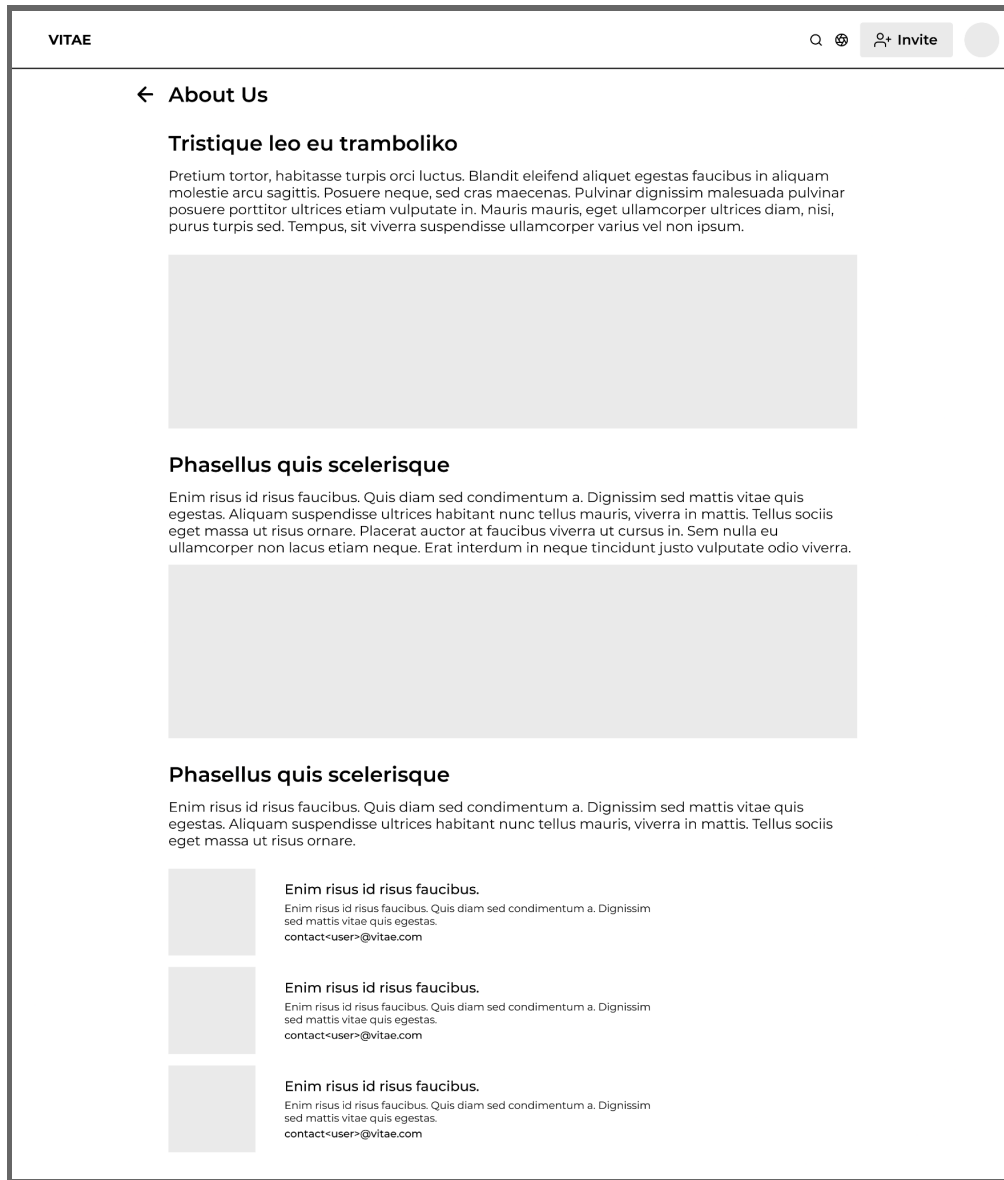 VITAE
Invite
About Us
Tristique leo eu tramboliko
Pretium tortor, habitasse turpis orci luctus. Blandit eleifend aliquet egestas faucibus in aliquam
molestie arcu sagittis. Posuere neque, sed cras maecenas. Pulvinar dignissim malesuada pulvinar
posuere porttitor ultrices etiam vulputate in. Mauris mauris, eget ullamcorper ultrices diam, nisi,
purus turpis sed. Tempus, sit viverra suspendisse ullamcorper varius vel non ipsum.
Phasellus quis scelerisque
Enim risus id risus faucibus. Quis diam sed condimentum a. Dignissim sed mattis vitae quis
egestas. Aliquam suspendisse ultrices habitant nunc tellus mauris, viverra in mattis. Tellus sociis
eget massa ut risus ornare. Placerat auctor at faucibus viverra ut cursus in. Sem nulla eu
ullamcorper non lacus etiam neque. Erat interdum in neque tincidunt justo vulputate odio viverra.
Phasellus quis scelerisque
Enim risus id risus faucibus. Quis diam sed condimentum a. Dignissim sed mattis vitae quis
egestas. Aliquam suspendisse ultrices habitant nunc tellus mauris, viverra in mattis. Tellus sociis
eget massa ut risus ornare.
Enim risus id risus faucibus.
Enim risus id risus faucibus. Quis diam sed condimentum a. Dignissim
sed mattis vitae quis egestas.
contact<user>@vitae.com
Enim risus id risus faucibus.
Enim risus id risus faucibus. Quis diam sed condimentum a. Dignissim
sed mattis vitae quis egestas.
contact<user>@vitae.com
Enim risus id risus faucibus.
Enim risus id risus faucibus. Quis diam sed condimentum a. Dignissim
sed mattis vitae quis egestas.
contact<user>@vitae.com